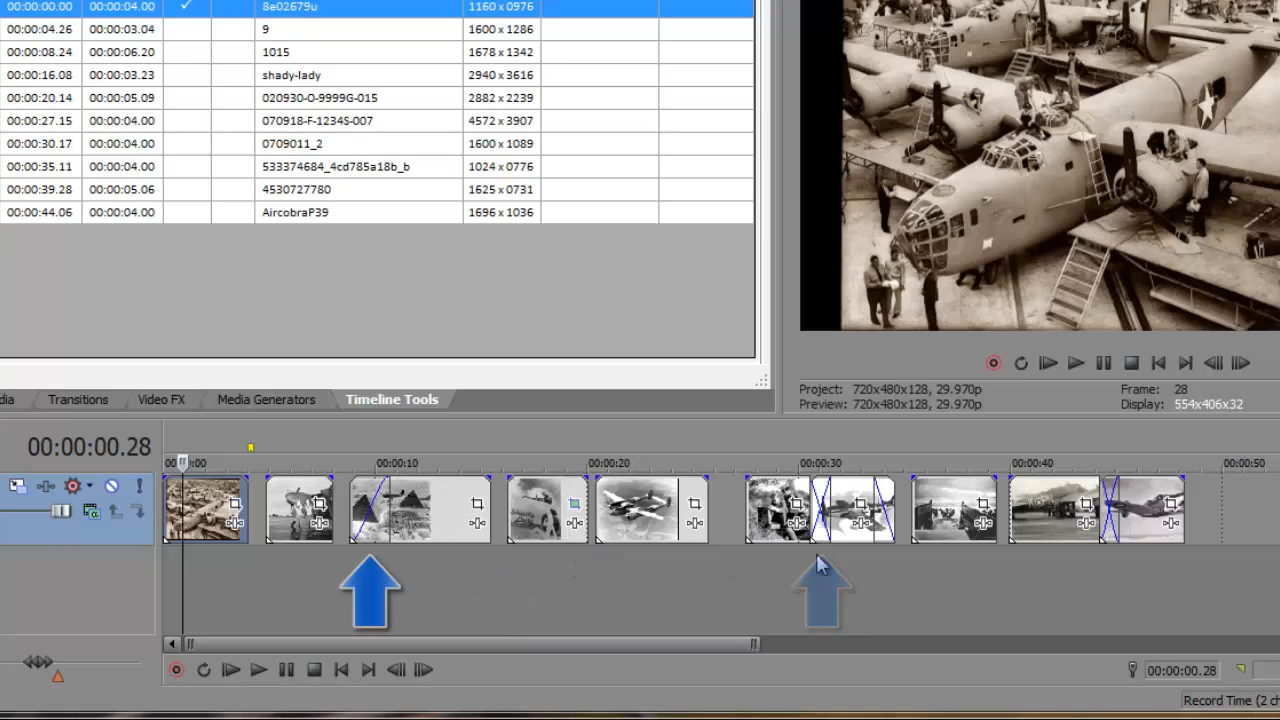 00:00:00.00 00:00:04.00 8e02679u 1160 x 0976
00:00:04.26 00:00:03.04 9 1600 x 1286
00:00:08.24 00:00:06.20 1015 1678 x 1342
00:00:16.08 00:00:03.23 shady-lady 2940 x 3616
00:00:20.14 00:00:05.09 020930-O-9999G-015 2882 x 2239
00:00:27.15 00:00:04.00 070918-F-1234S-007 4572 x 3907
00:00:30.17 00:00:04.00 0709011_2 1600 x 1089
00:00:35.11 00:00:04.00 533374684_4cd785a18b_b 1024 x 0776
00:00:39.28 00:00:05.06 4530727780 1625 x 0731
00:00:44.06 00:00:04.00 AircobraP39 1696 x 1036
dia Transitions Video FX Media Generators Timeline Tools
Project: 720x480x128, 29.970p Frame: 28
Preview: 720x480x128, 29.970p Display: 554x406x32
00:00:00.28
00:00:10 00:00:20 00:00:30 00:00:40 00:00:50
00:00:00.28
Record Time (2 ch